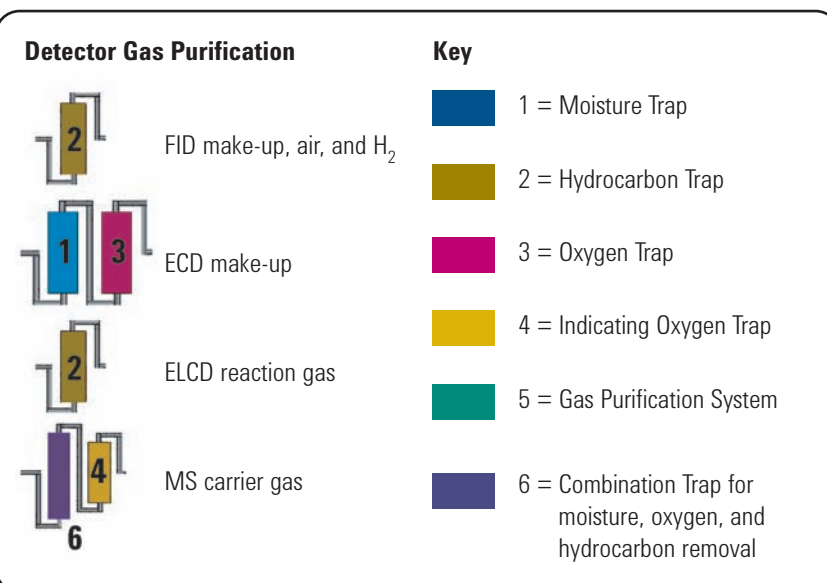 Detector Gas Purification
2
FID make-up, air, and H₂
1 3
ECD make-up
2
ELCD reaction gas
4
MS carrier gas
6
Key
1 = Moisture Trap
2 = Hydrocarbon Trap
3 = Oxygen Trap
4 = Indicating Oxygen Trap
5 = Gas Purification System
6 = Combination Trap for
moisture, oxygen, and
hydrocarbon removal